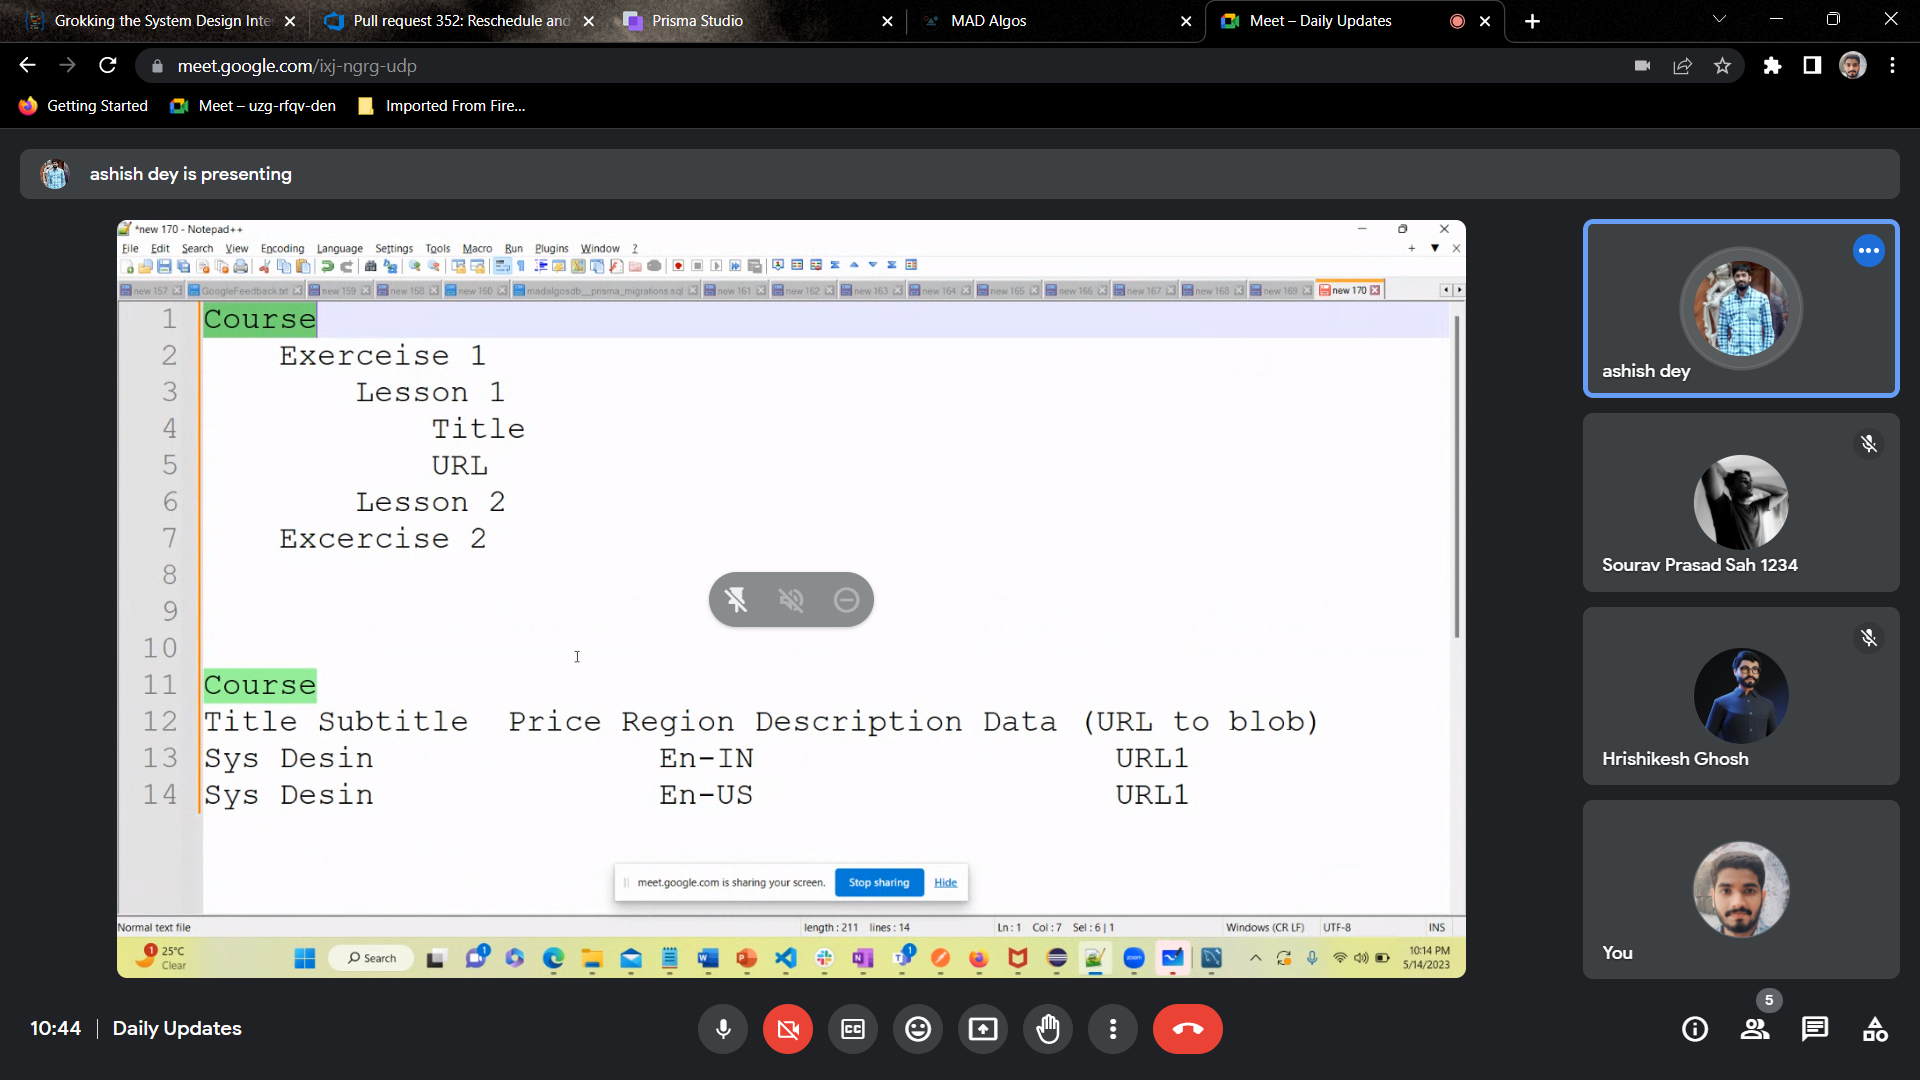 Grokking the System Design Inte
Pull request 352: Reschedule and
Prisma Studio
MAD Algos
Meet – Daily Updates
meet.google.com/ixj-ngrg-udp
Getting Started
Meet – uzg-rfqv-den
Imported From Fire...
ashish dey is presenting
*new 170 - Notepad++
File Edit Search View Encoding Language Settings Tools Macro Run Plugins Window ?
new 157 GoogleFeedback.txt new 159 new 158 new 160 madalgosdb__prisma_migrations.sql new 161 new 162 new 163 new 164 new 165 new 166 new 167 new 168 new 169 new 170
1 Course
2 Exerceise 1
3 Lesson 1
4 Title
5 URL
6 Lesson 2
7 Excercise 2
8
9
10
11 Course
12 Title Subtitle Price Region Description Data (URL to blob)
13 Sys Desin En-IN URL1
14 Sys Desin En-US URL1
meet.google.com is sharing your screen. Stop sharing Hide
Normal text file length : 211 lines : 14 Ln : 1 Col : 7 Sel : 6 | 1 Windows (CR LF) UTF-8 INS
1 25°C
Clear
Search
1
1
zoom
10:14 PM
5/14/2023
ashish dey
Sourav Prasad Sah 1234
Hrishikesh Ghosh
You
10:44 | Daily Updates
5